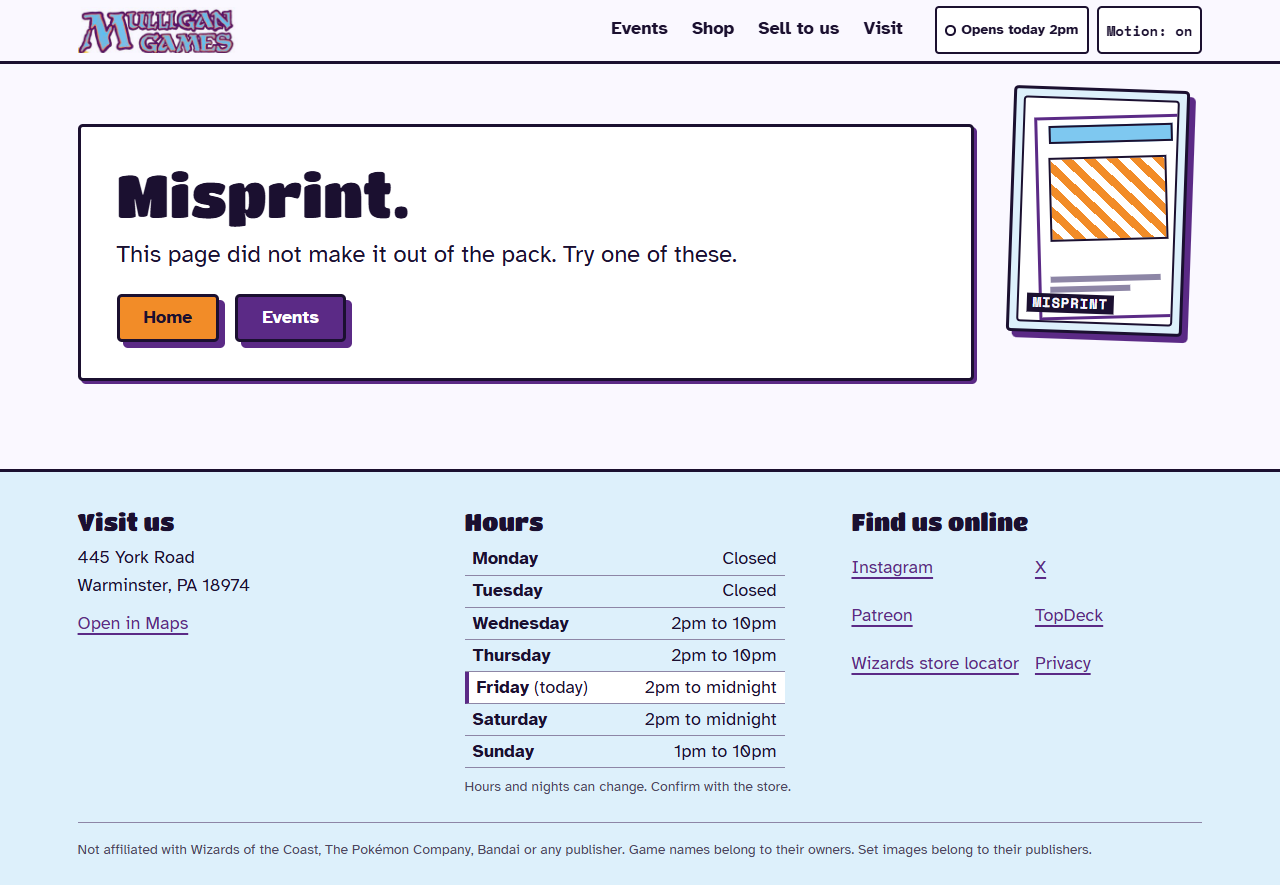 MULLIGAN
GAMES
Events Shop Sell to us Visit Opens today 2pm Motion: on
Misprint.
This page did not make it out of the pack. Try one of these.
Home Events
MISPRINT
Visit us
445 York Road
Warminster, PA 18974
Open in Maps
Hours
Monday Closed
Tuesday Closed
Wednesday 2pm to 10pm
Thursday 2pm to 10pm
Friday (today) 2pm to midnight
Saturday 2pm to midnight
Sunday 1pm to 10pm
Hours and nights can change. Confirm with the store.
Find us online
Instagram X
Patreon TopDeck
Wizards store locator Privacy
Not affiliated with Wizards of the Coast, The Pokémon Company, Bandai or any publisher. Game names belong to their owners. Set images belong to their publishers.